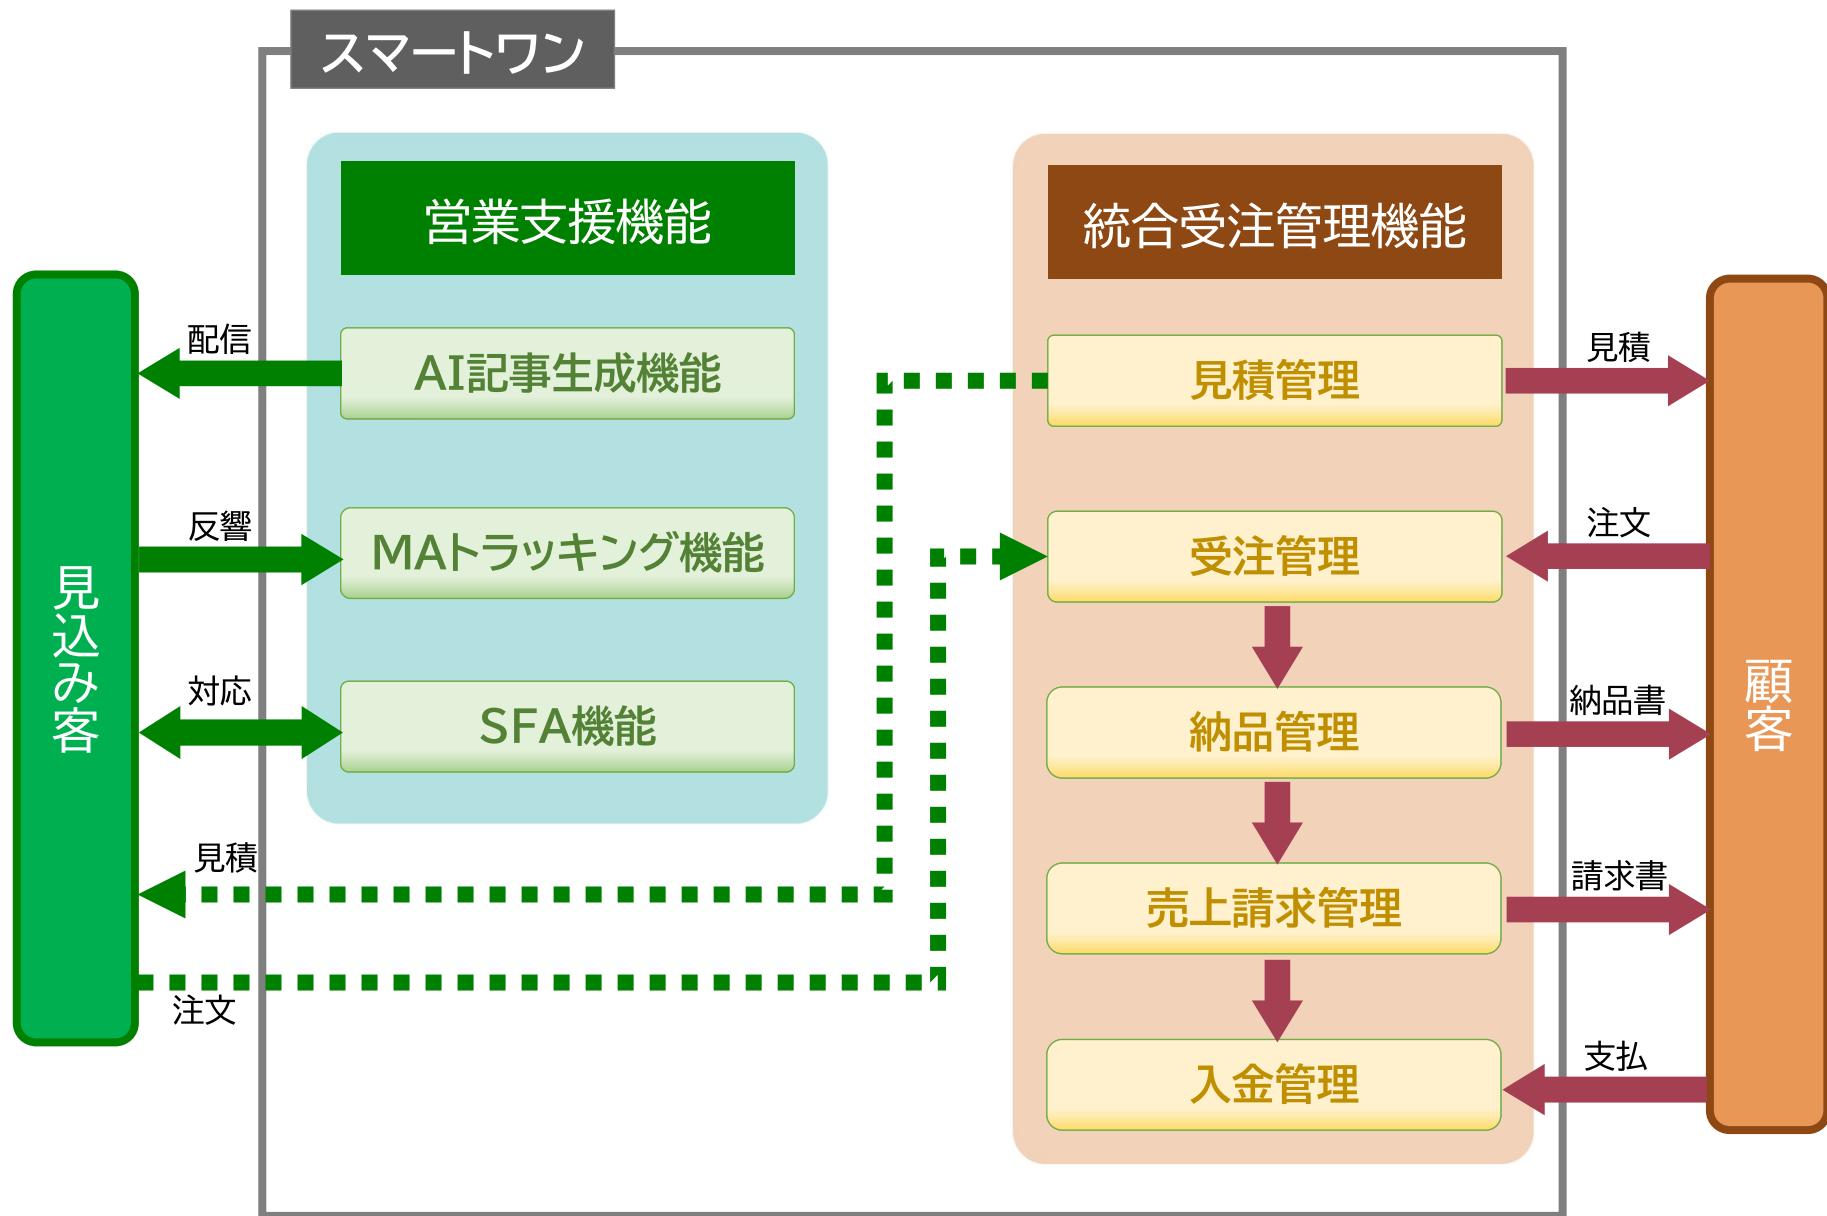 スマートワン
営業支援機能
統合受注管理機能
配信
AI記事生成機能
見積管理
見積
反響
MAトラッキング機能
受注管理
注文
見込み客
対応
SFA機能
納品管理
納品書
顧客
見積
売上請求管理
請求書
注文
入金管理
支払